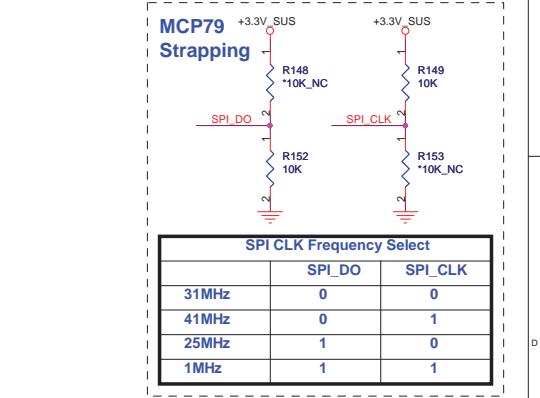 MCP79
Strapping
+3.3V_SUS
+3.3V_SUS
1
1
R148
*10K_NC
R149
10K
2
2
SPI_DO
SPI_CLK
1
1
R152
10K
R153
*10K_NC
2
2
SPI CLK Frequency Select
SPI_DO SPI_CLK
31MHz 0 0
41MHz 0 1
25MHz 1 0
1MHz 1 1
D